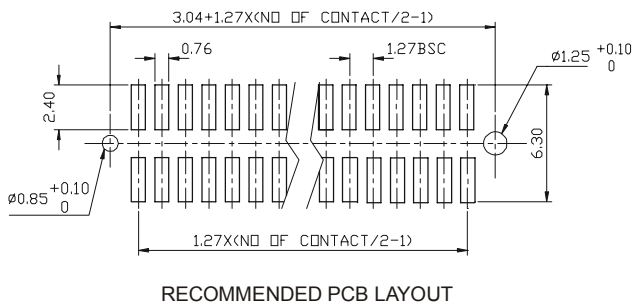 3.04+1.27X(NO OF CONTACT/2-1)
0.76
1.27BSC
ø1.25 +0.10
0
2.40
6.30
ø0.85 +0.10
0
1.27X(NO OF CONTACT/2-1)
RECOMMENDED PCB LAYOUT